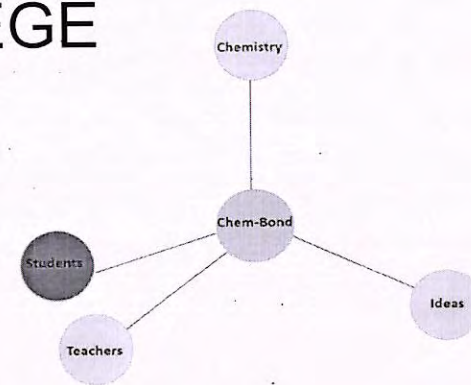 EGE
Chemistry
Chem-Bond
Students
Ideas
Teachers